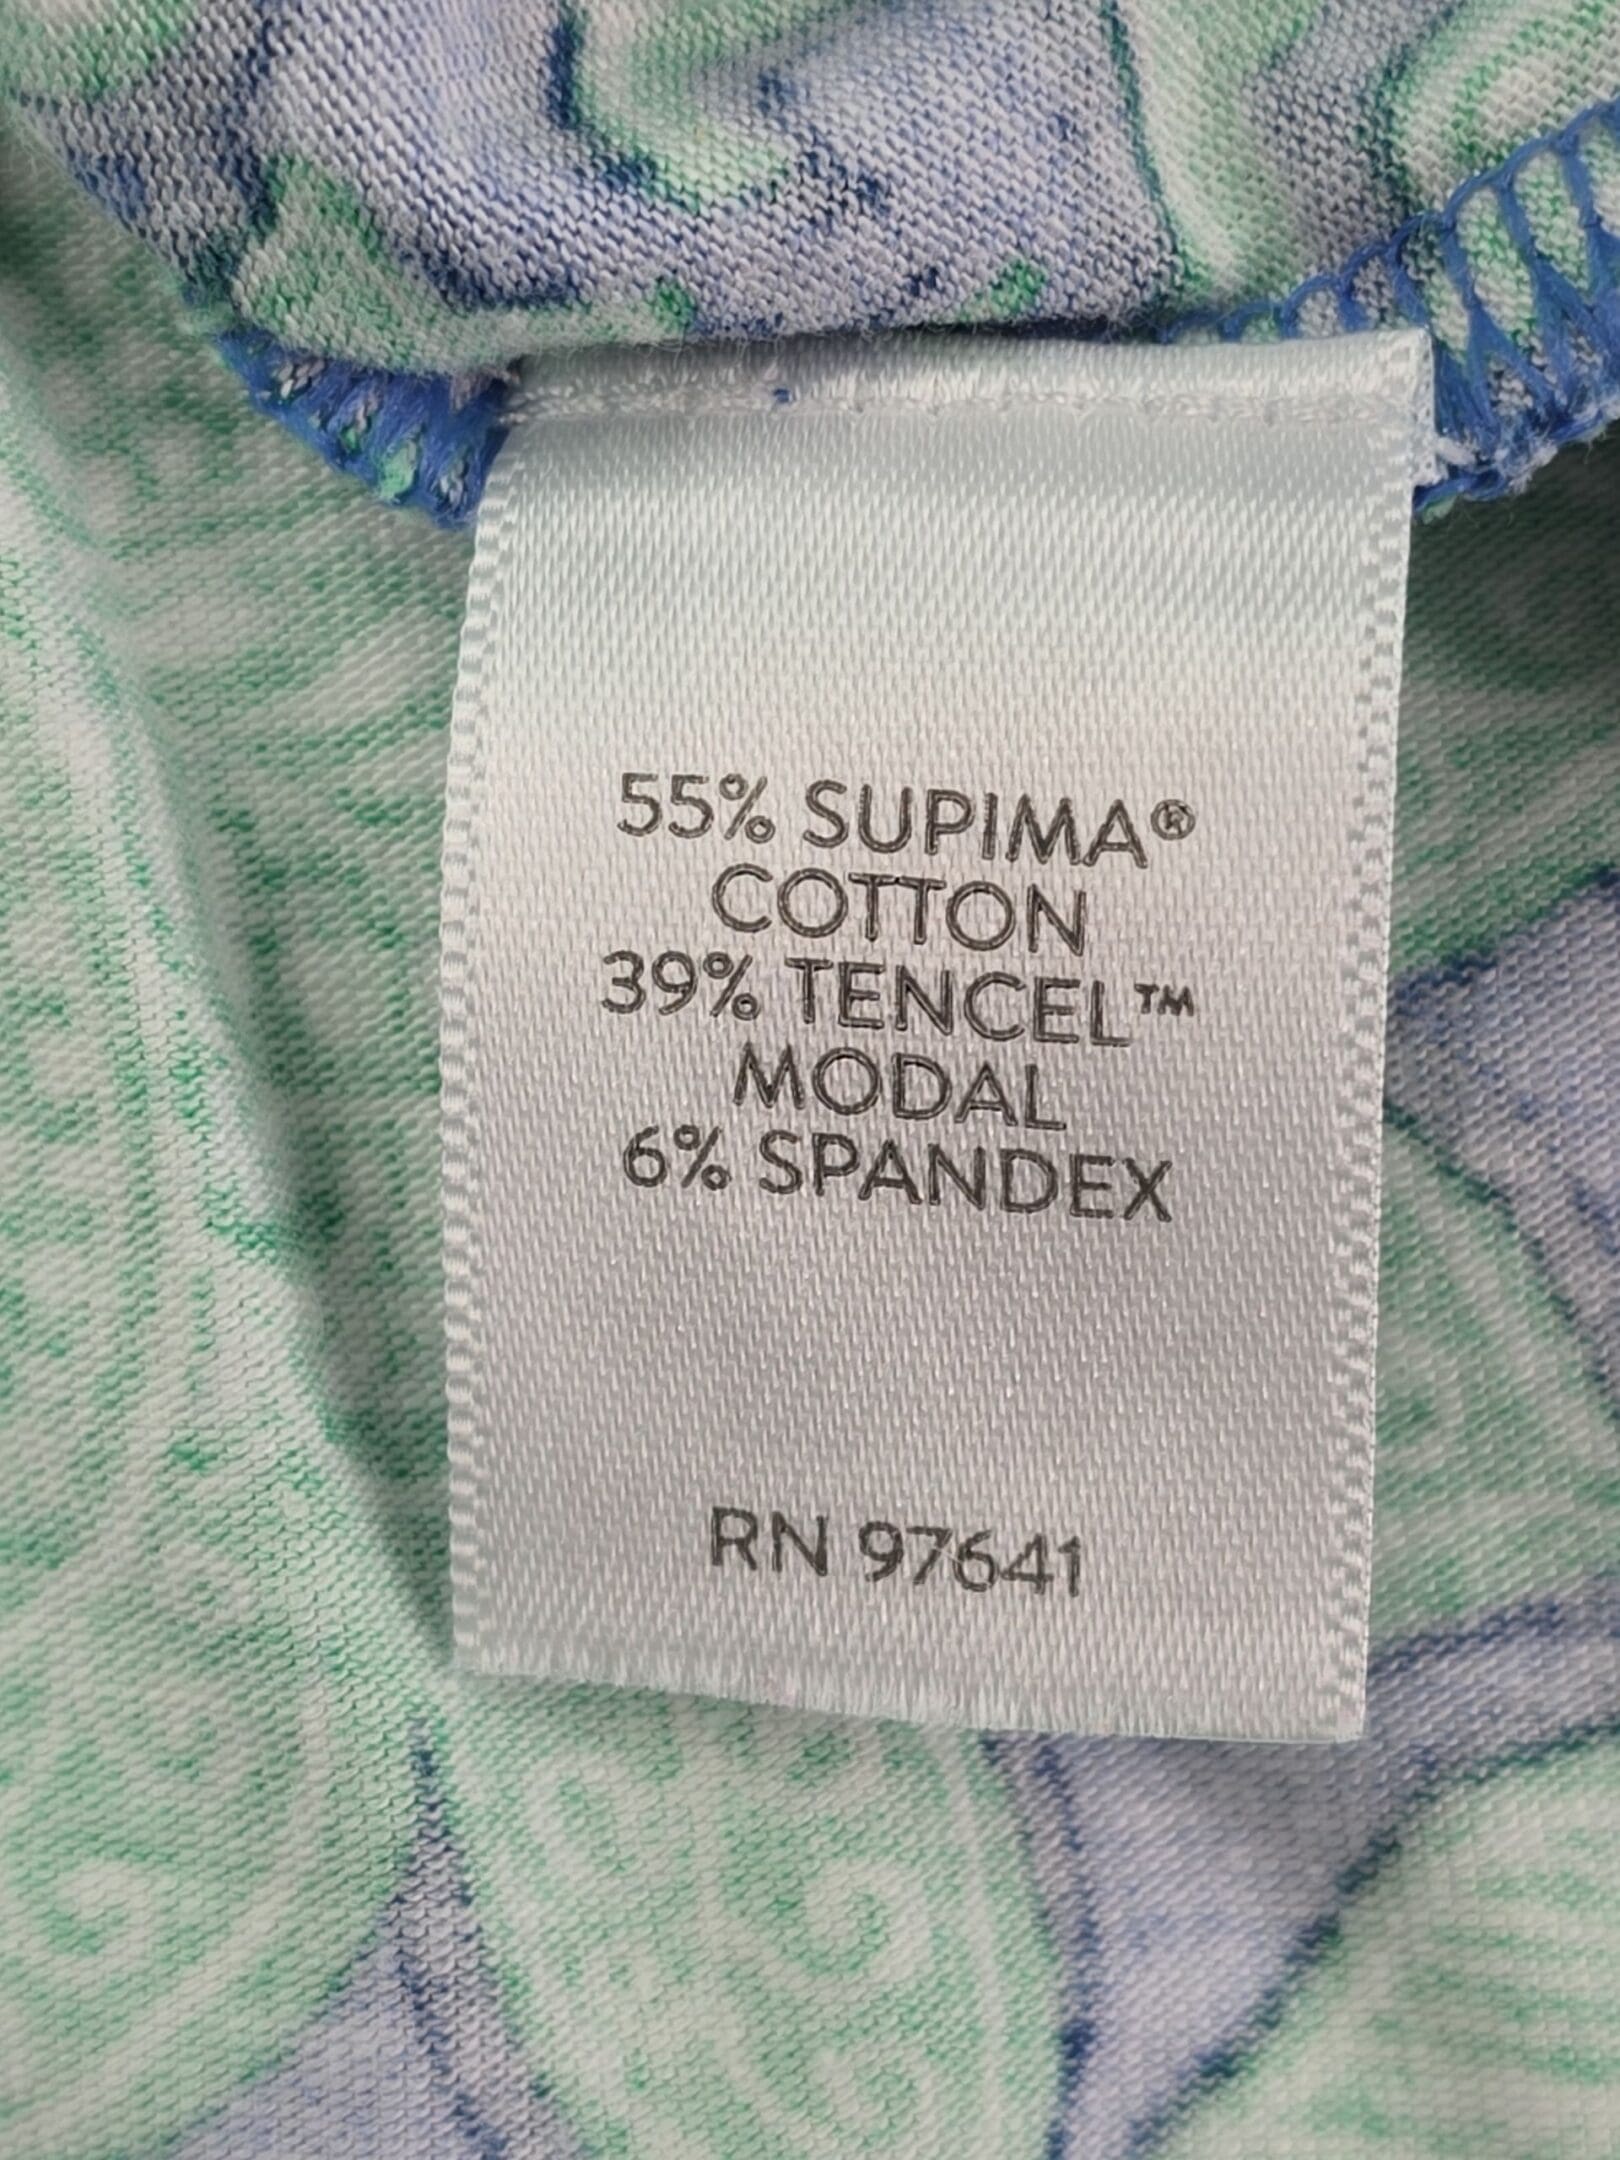 55% SUPIMA®
COTTON
39% TENCEL™
MODAL
6% SPANDEX
RN 97641